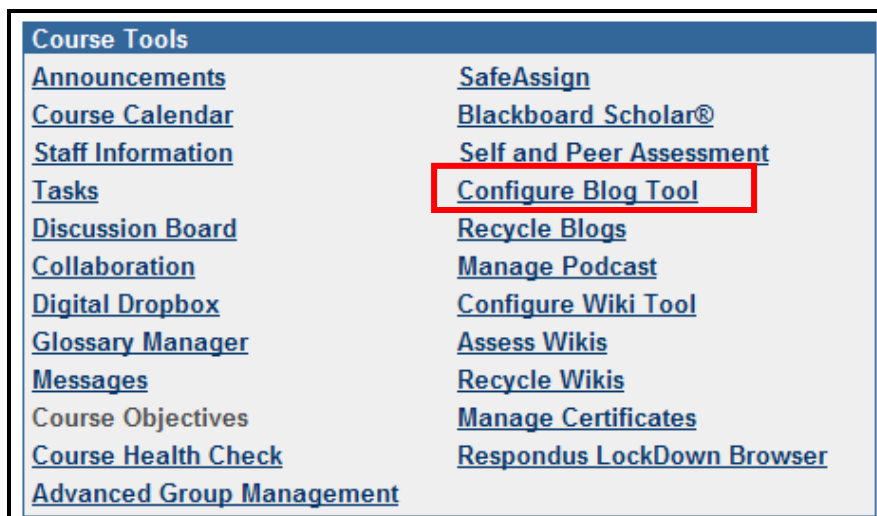 Course Tools
Announcements
Course Calendar
Staff Information
Tasks
Discussion Board
Collaboration
Digital Dropbox
Glossary Manager
Messages
Course Objectives
Course Health Check
Advanced Group Management
SafeAssign
Blackboard Scholar®
Self and Peer Assessment
Configure Blog Tool
Recycle Blogs
Manage Podcast
Configure Wiki Tool
Assess Wikis
Recycle Wikis
Manage Certificates
Respondus LockDown Browser